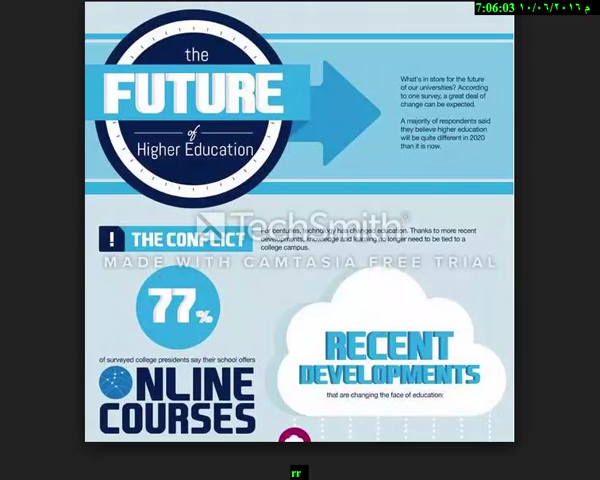 7:06:03 م ١٠/٠٦/٢٠١٦
the
FUTURE
of
Higher Education
What's in store for the future
of our universities? According
to one survey, a great deal of
change can be expected.
A majority of respondents said
they believe higher education
will be quite different in 2020
than it is now.
TechSmith®
MADE WITH CAMTASIA FREE TRIAL
! THE CONFLICT
For centuries, technology has changed education. Thanks to more recent
developments, knowledge and learning no longer need to be tied to a
college campus.
77%
of surveyed college presidents say their school offers
ONLINE
COURSES
RECENT
DEVELOPMENTS
that are changing the face of education:
rr